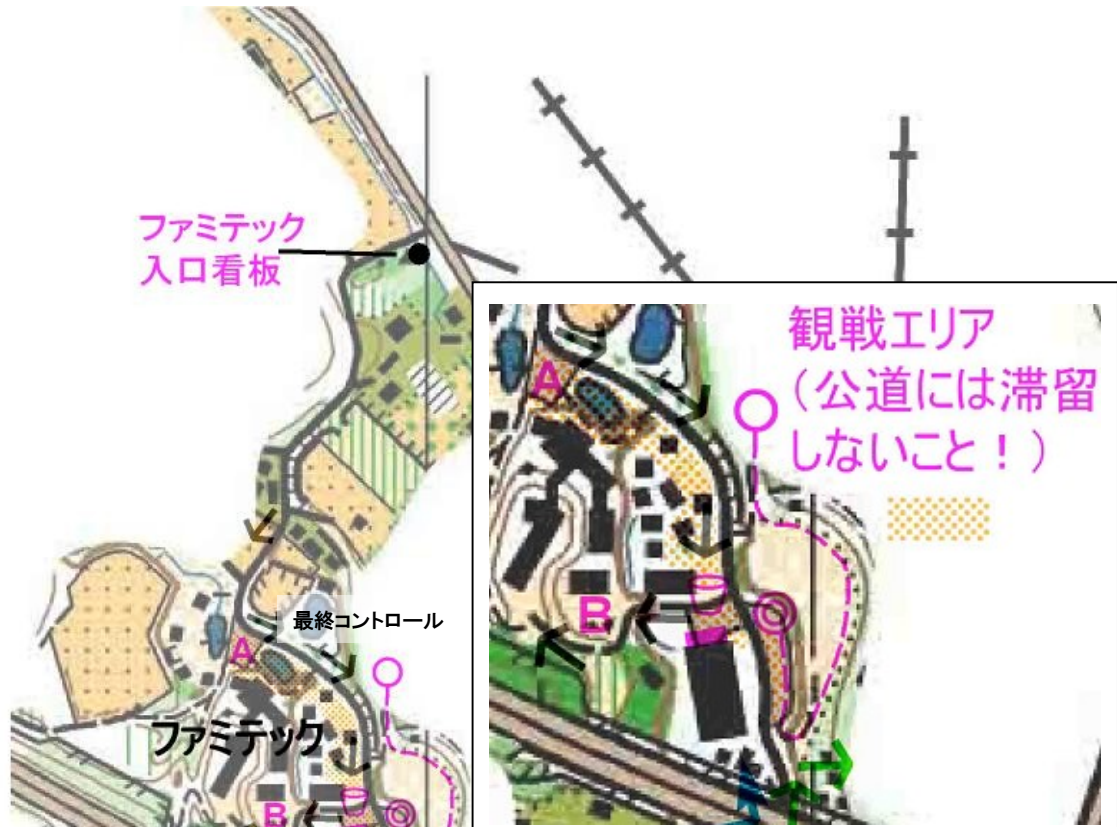 ファミテック
入口看板
観戦エリア
（公道には滞留
しないこと！）
A
B
最終コントロール
A
ファミテック
B